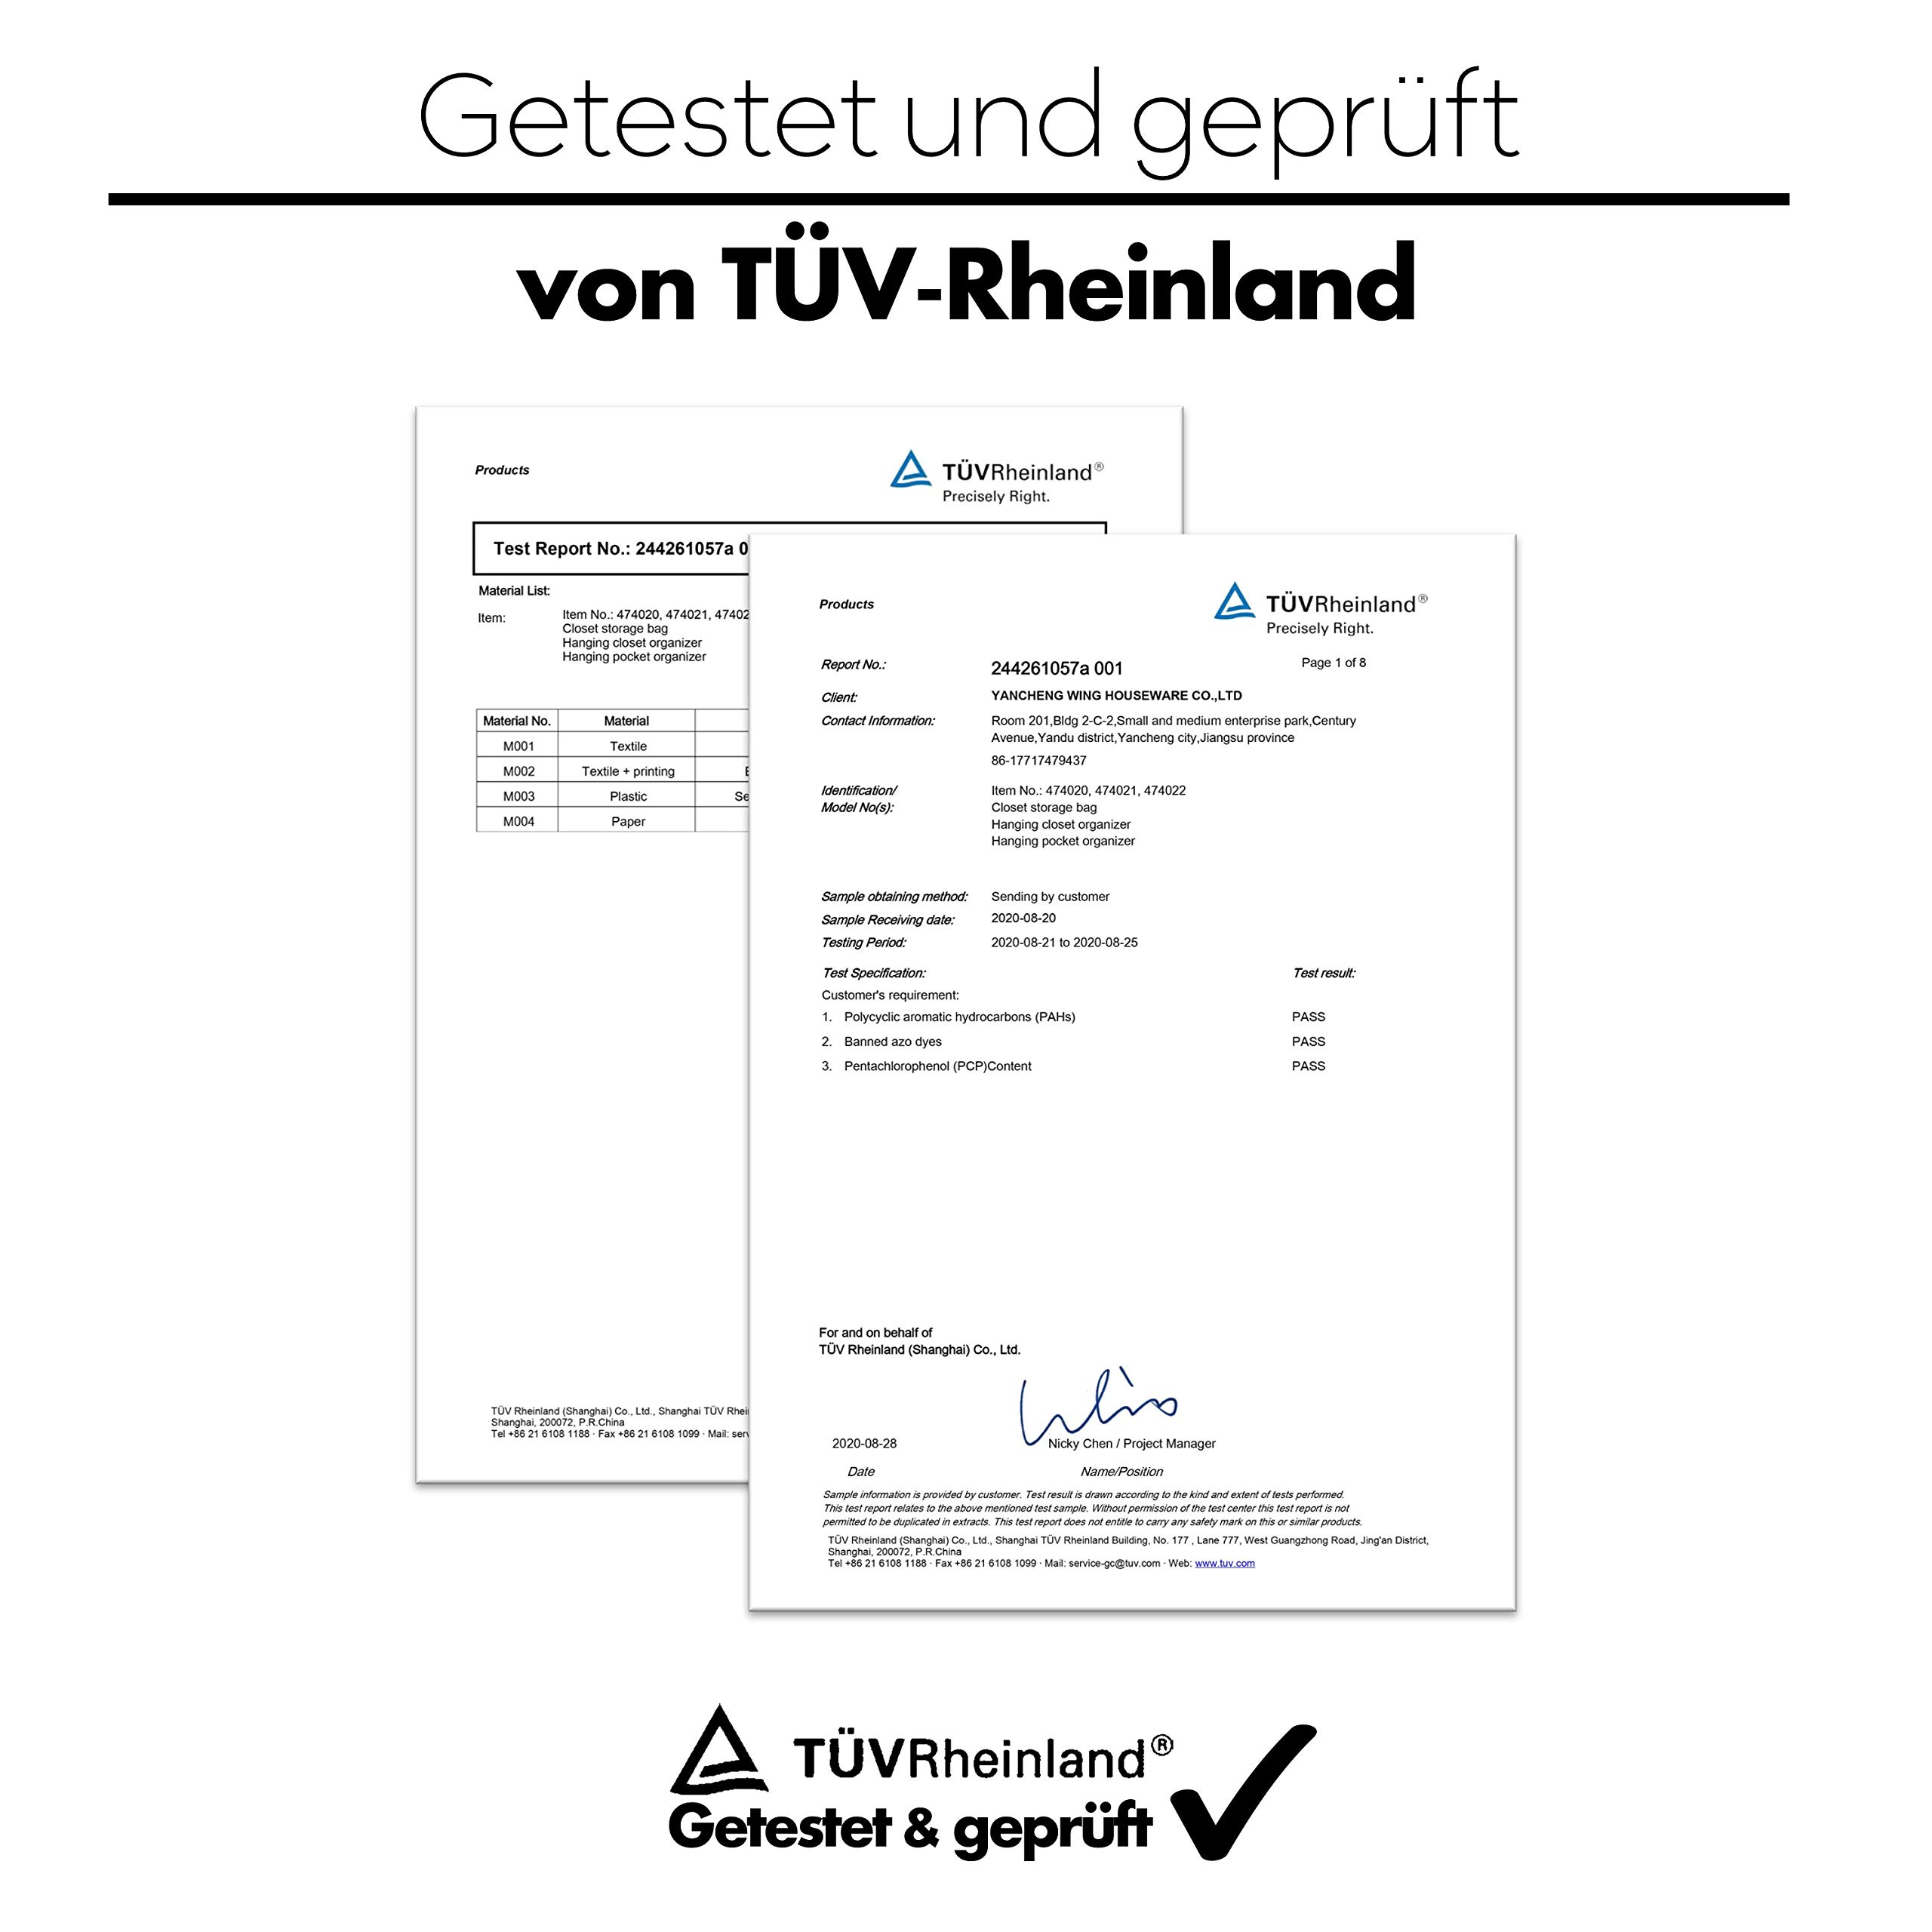 Getestet und geprüft
von TÜV-Rheinland
Products
TÜVRheinland®
Precisely Right.
Test Report No.: 244261057a
Material List:
Item:
Item No.: 474020, 474021,
Closet storage bag
Hanging closet organizer
Hanging pocket organizer
Material No. Material
M001 Textile
M002 Textile + printing
M003 Plastic
M004 Paper
TÜV Rheinland (Shanghai) Co., Ltd., Shanghai TÜV
Shanghai, 200072, P.R.China
Tel +86 21 6108 1188 · Fax +86 21 6108 1099 · Mail:
Products
TÜVRheinland®
Precisely Right.
Report No.: 244261057a 001 Page 1 of 8
Client: YANCHENG WING HOUSEWARE CO.,LTD
Contact Information: Room 201,Bldg 2-C-2,Small and medium enterprise park,Century
Avenue,Yandu district,Yancheng city,Jiangsu province
86-17717479437
Identification/ Item No.: 474020, 474021, 474022
Model No(s): Closet storage bag
Hanging closet organizer
Hanging pocket organizer
Sample obtaining method: Sending by customer
Sample Receiving date: 2020-08-20
Testing Period: 2020-08-21 to 2020-08-25
Test Specification: Test result:
Customer's requirement:
1. Polycyclic aromatic hydrocarbons (PAHs) PASS
2. Banned azo dyes PASS
3. Pentachlorophenol (PCP)Content PASS
For and on behalf of
TÜV Rheinland (Shanghai) Co., Ltd.
2020-08-28 Nicky Chen / Project Manager
Date Name/Position
Sample information is provided by customer. Test result is drawn according to the kind and extent of tests performed.
This test report relates to the above mentioned test sample. Without permission of the test center this test report is not
permitted to be duplicated in extracts. This test report does not entitle to carry any safety mark on this or similar products.
TÜV Rheinland (Shanghai) Co., Ltd., Shanghai TÜV Rheinland Building, No. 177 , Lane 777, West Guangzhong Road, Jing'an District,
Shanghai, 200072, P.R.China
Tel +86 21 6108 1188 · Fax +86 21 6108 1099 · Mail: service-gc@tuv.com · Web: www.tuv.com
TÜVRheinland®
Getestet & geprüft